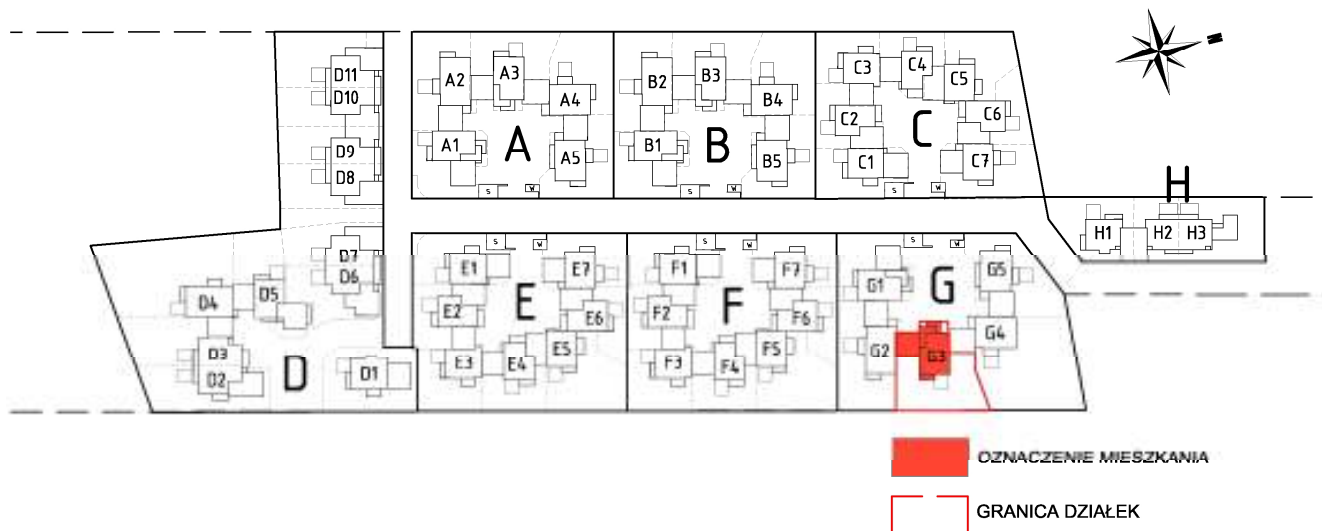 N
D11 D10 D9 D8 D7 D6 D5 D4 D3 D2 D1 D
A1 A2 A3 A4 A5 A S W
B1 B2 B3 B4 B5 B S W
C1 C2 C3 C4 C5 C6 C7 C S W
H
H1 H2 H3
E1 E2 E3 E4 E5 E6 E7 E S W
F1 F2 F3 F4 F5 F6 F7 F S W
G1 G2 G3 G4 G5 G S W
OZNACZENIE MIESZKANIA
GRANICA DZIAŁEK